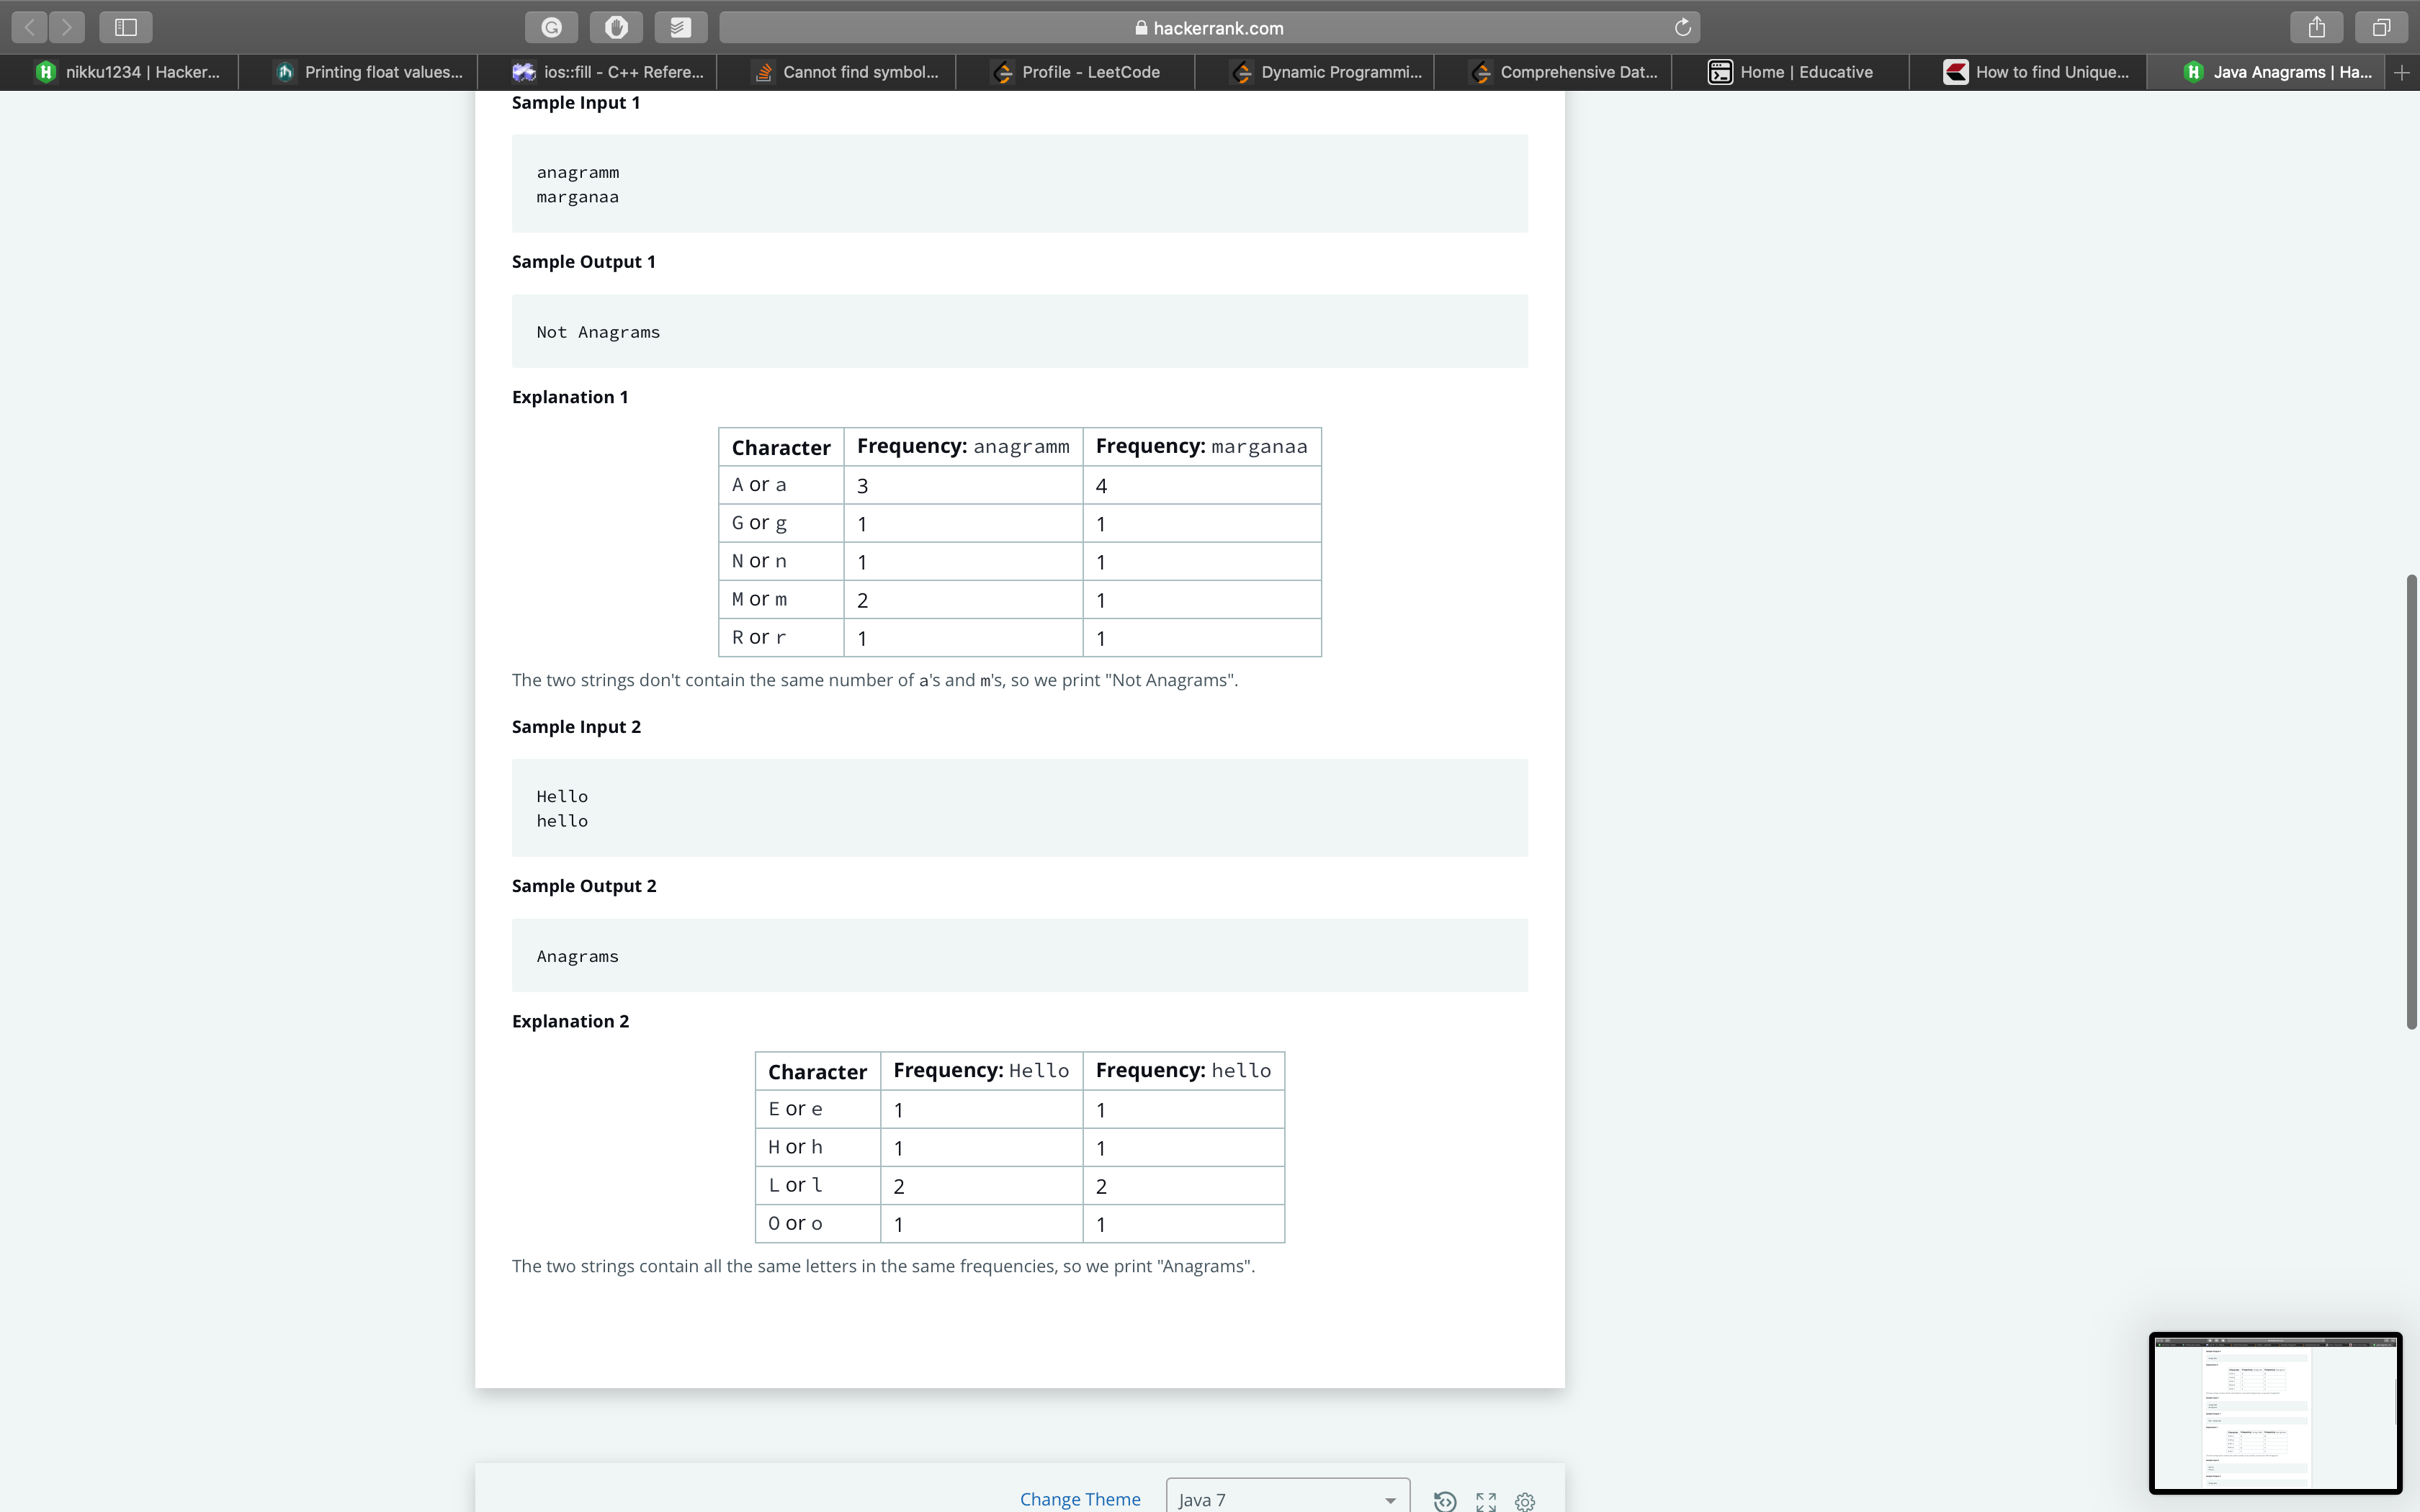 hackerrank.com
nikku1234 | Hacker...
Printing float values...
ios::fill - C++ Refere...
Cannot find symbol...
Profile - LeetCode
Dynamic Programmi...
Comprehensive Dat...
Home | Educative
How to find Unique...
Java Anagrams | Ha...
Sample Input 1
anagramm
marganaa
Sample Output 1
Not Anagrams
Explanation 1
Character Frequency: anagramm Frequency: marganaa
A or a 3 4
G or g 1 1
N or n 1 1
M or m 2 1
R or r 1 1
The two strings don't contain the same number of a's and m's, so we print "Not Anagrams".
Sample Input 2
Hello
hello
Sample Output 2
Anagrams
Explanation 2
Character Frequency: Hello Frequency: hello
E or e 1 1
H or h 1 1
L or l 2 2
O or o 1 1
The two strings contain all the same letters in the same frequencies, so we print "Anagrams".
Change Theme
Java 7